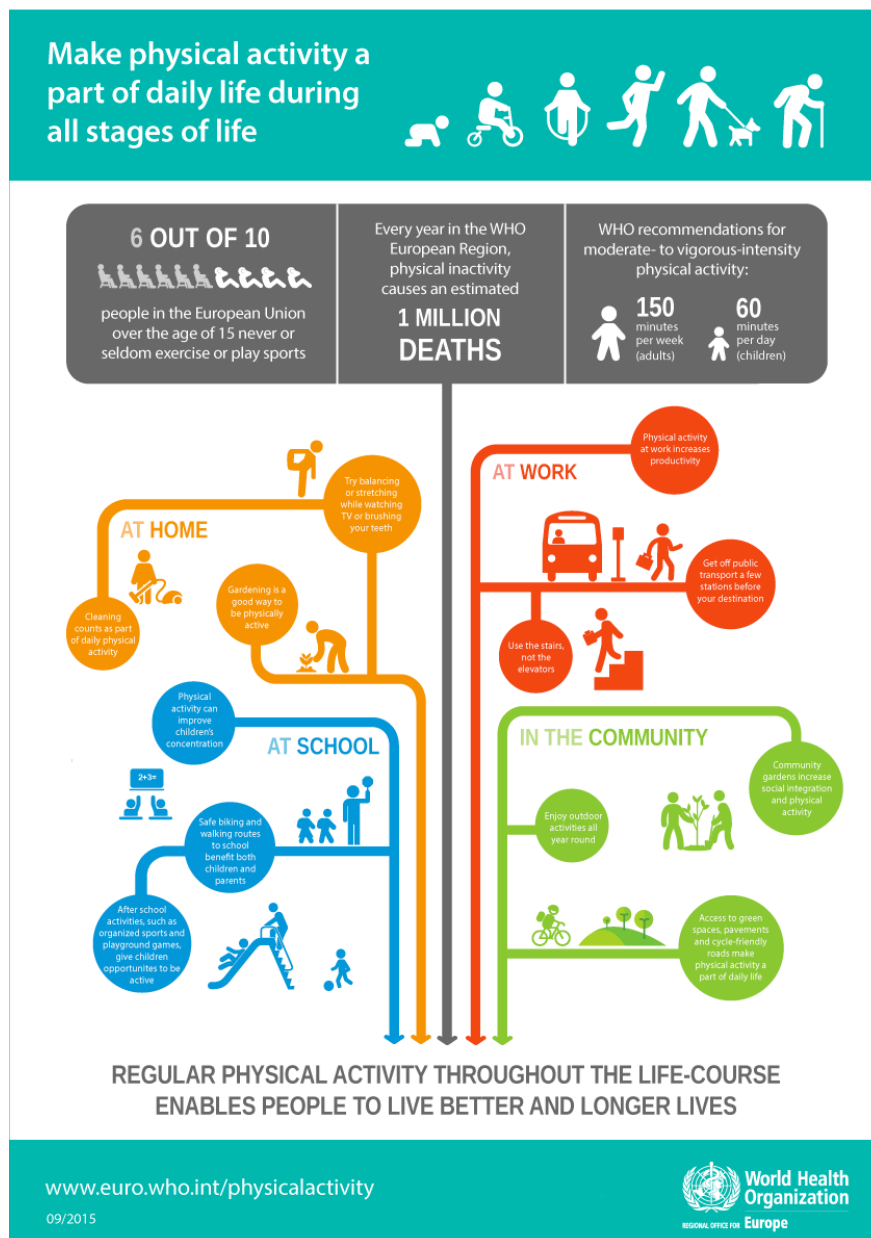 Make physical activity a
part of daily life during
all stages of life
6 OUT OF 10
people in the European Union
over the age of 15 never or
seldom exercise or play sports
Every year in the WHO
European Region,
physical inactivity
causes an estimated
1 MILLION
DEATHS
WHO recommendations for
moderate- to vigorous-intensity
physical activity:
150
minutes
per week
(adults)
60
minutes
per day
(children)
AT HOME
Try balancing
or stretching
while watching
TV or brushing
your teeth
Gardening is a
good way to
be physically
active
Cleaning
counts as part
of daily physical
activity
AT WORK
Physical activity
at work increases
productivity
Get off public
transport a few
stations before
your destination
Use the stairs,
not the
elevators
AT SCHOOL
Physical
activity can
improve
children's
concentration
2+3=
Safe biking and
walking routes
to school
benefit both
children and
parents
After school
activities, such as
organized sports and
playground games,
give children
opportunites to be
active
IN THE COMMUNITY
Community
gardens increase
social integration
and physical
activity
Enjoy outdoor
activities all
year round
Access to green
spaces, pavements
and cycle-friendly
roads make
physical activity a
part of daily life
REGULAR PHYSICAL ACTIVITY THROUGHOUT THE LIFE-COURSE
ENABLES PEOPLE TO LIVE BETTER AND LONGER LIVES
www.euro.who.int/physicalactivity
09/2015
World Health
Organization
REGIONAL OFFICE FOR Europe